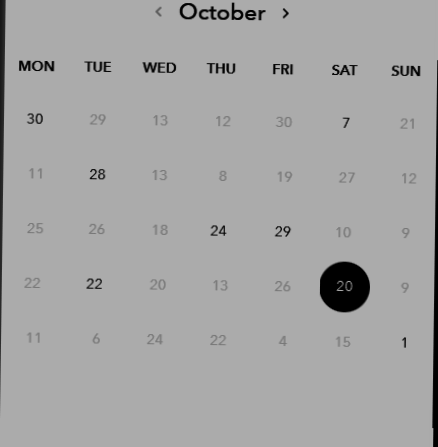 < October >
MON TUE WED THU FRI SAT SUN
30 29 13 12 30 7 21
11 28 13 8 19 27 12
25 26 18 24 29 10 9
22 22 20 13 26 20 9
11 6 24 22 4 15 1